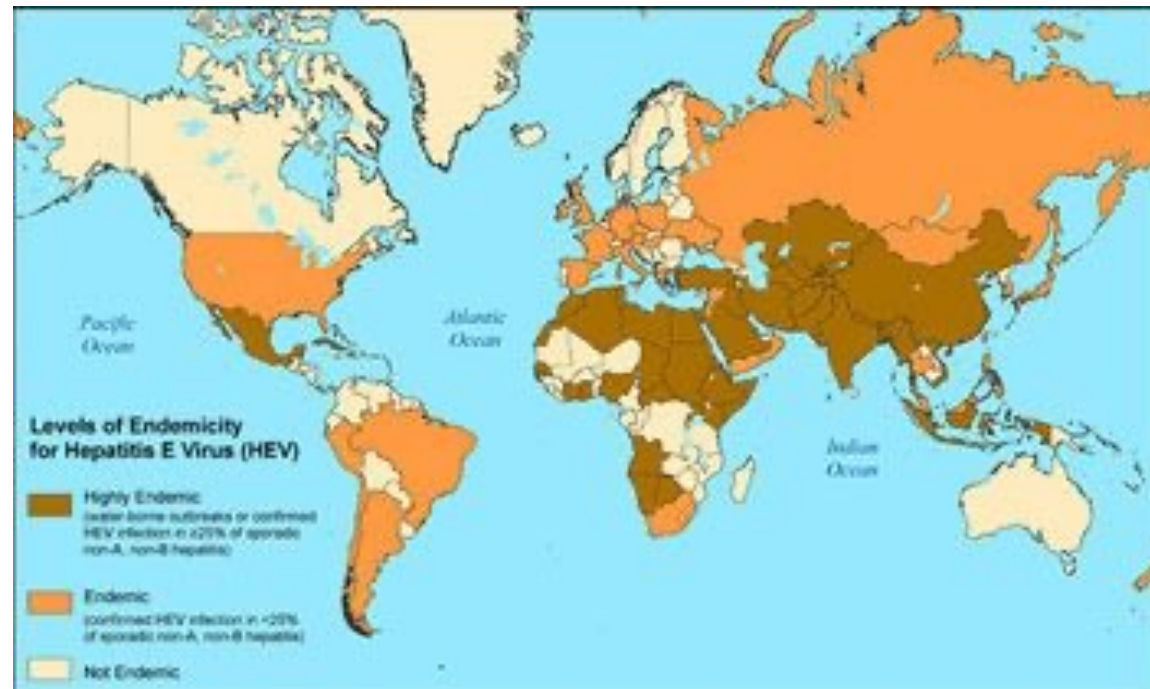 Pacific
Ocean
Atlantic
Ocean
Indian
Ocean
Levels of Endemicity
for Hepatitis E Virus (HEV)
Highly Endemic
(water-borne outbreaks or confirmed
HEV infection in ≥25% of sporadic
non-A, non-B hepatitis)
Endemic
(confirmed HEV infection in <25%
of sporadic non-A, non-B hepatitis)
Not Endemic